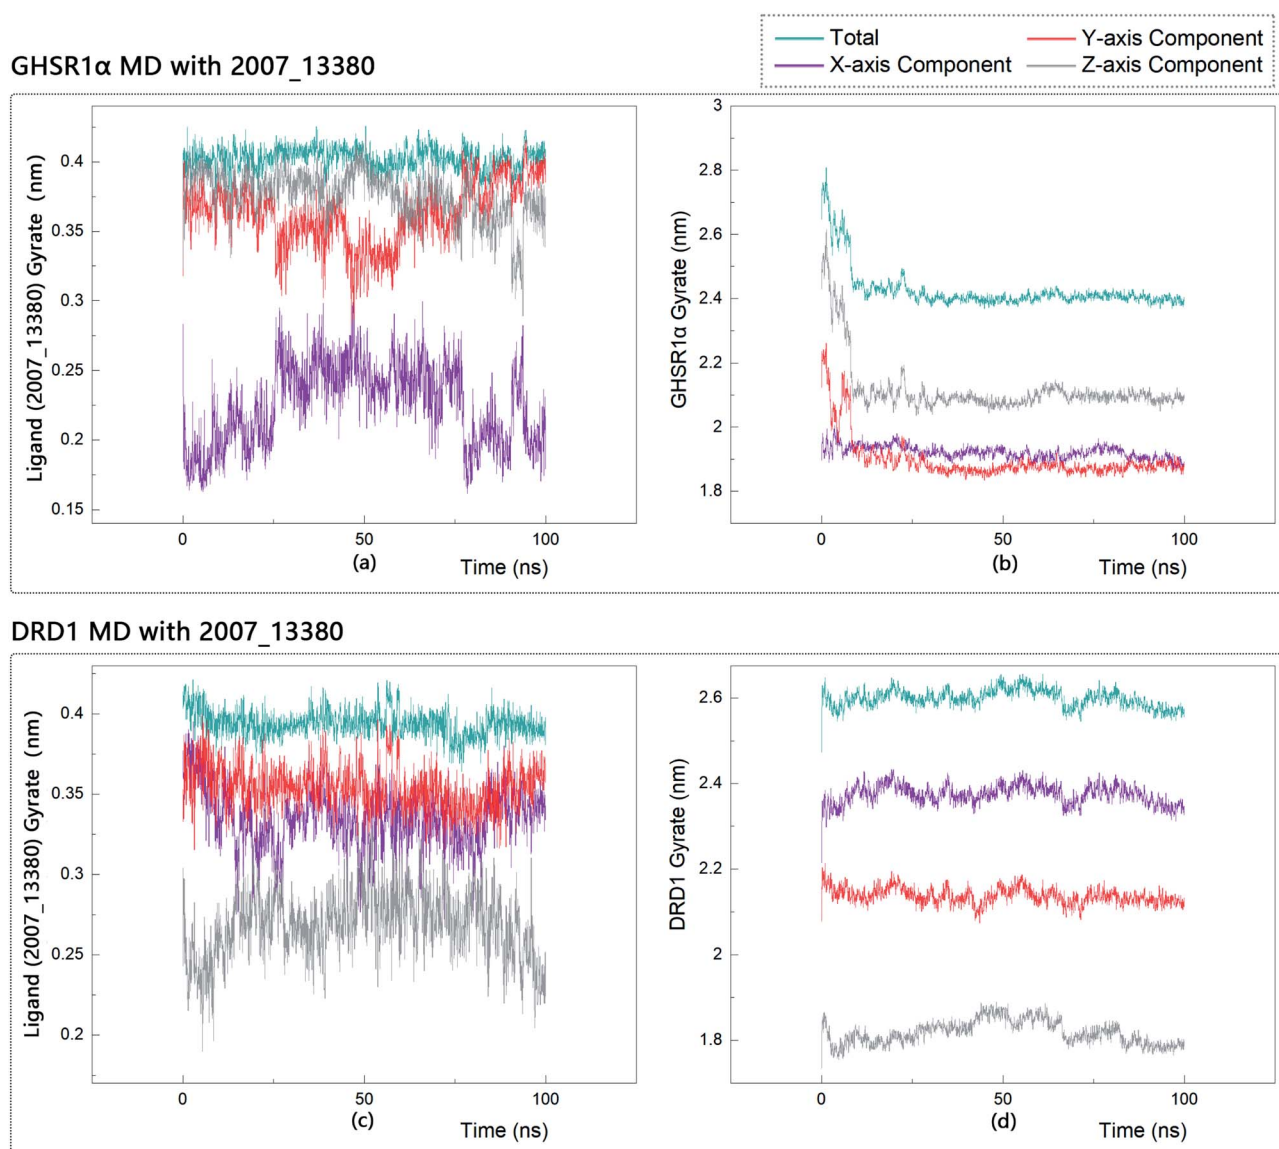 Total
Y-axis Component
X-axis Component
Z-axis Component
GHSR1α MD with 2007_13380
Ligand (2007_13380) Gyrate (nm)
0.4
0.35
0.3
0.25
0.2
0.15
0
50
100
(a)
Time (ns)
GHSR1α Gyrate (nm)
3
2.8
2.6
2.4
2.2
2
1.8
0
50
100
(b)
Time (ns)
DRD1 MD with 2007_13380
Ligand (2007_13380) Gyrate (nm)
0.4
0.35
0.3
0.25
0.2
0
50
100
(c)
Time (ns)
DRD1 Gyrate (nm)
2.6
2.4
2.2
2
1.8
0
50
100
(d)
Time (ns)